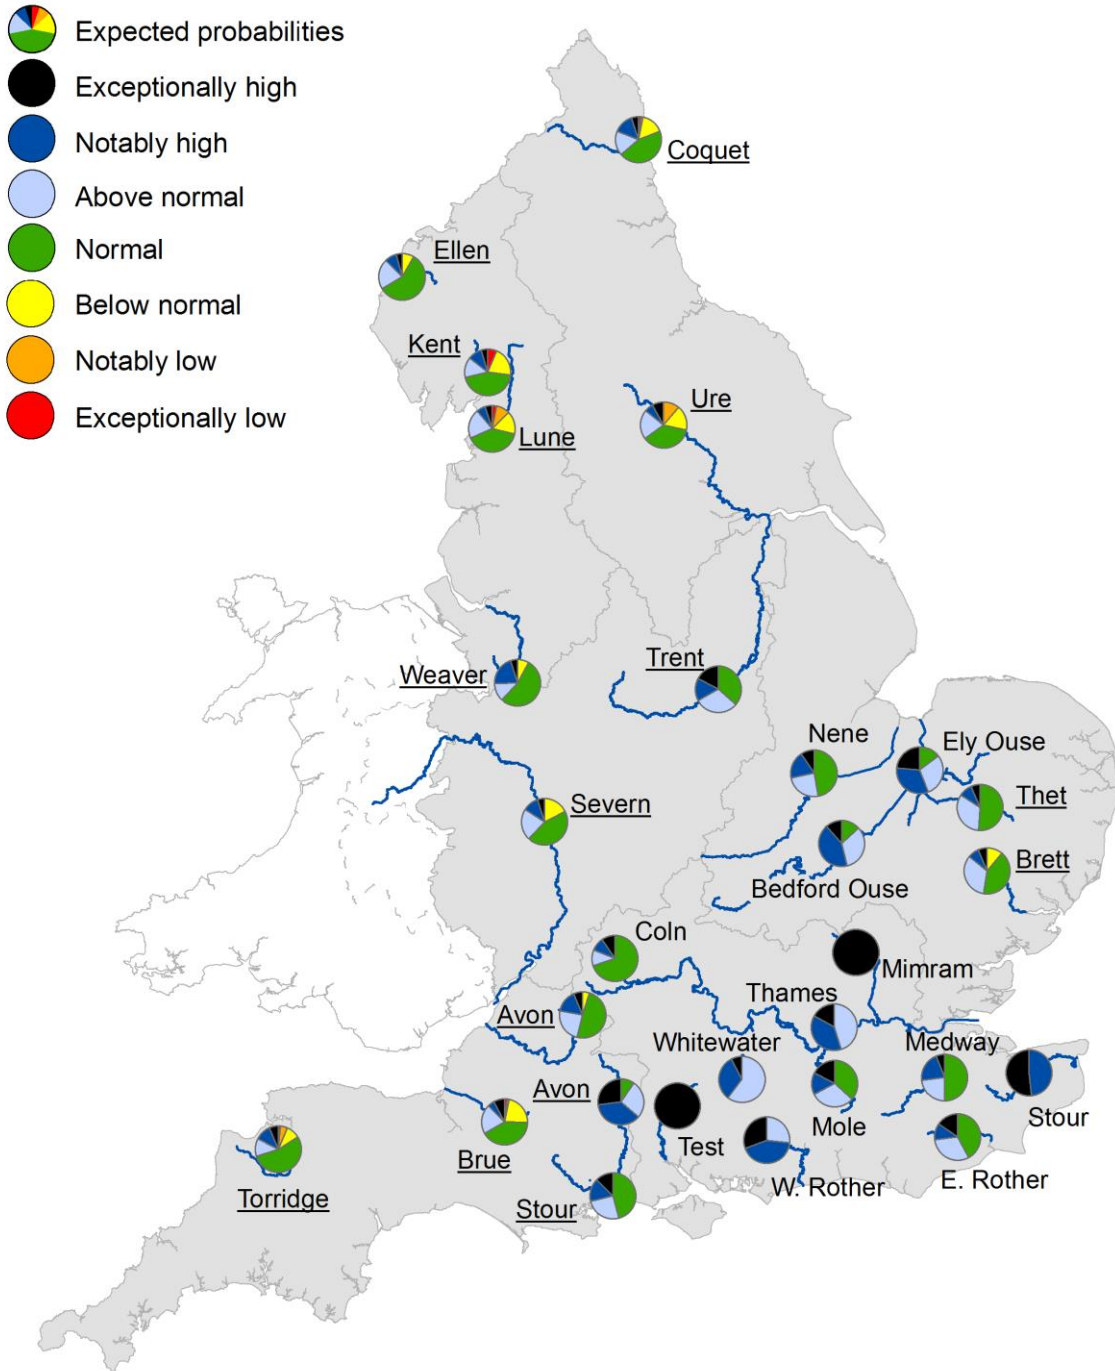 Expected probabilities
Exceptionally high
Notably high
Above normal
Normal
Below normal
Notably low
Exceptionally low
Coquet
Ellen
Kent
Ure
Lune
Weaver
Trent
Nene
Ely Ouse
Thet
Severn
Brett
Bedford Ouse
Coln
Mimram
Thames
Avon
Whitewater
Medway
Avon
Stour
Mole
Test
Brue
E. Rother
W. Rother
Torridge
Stour